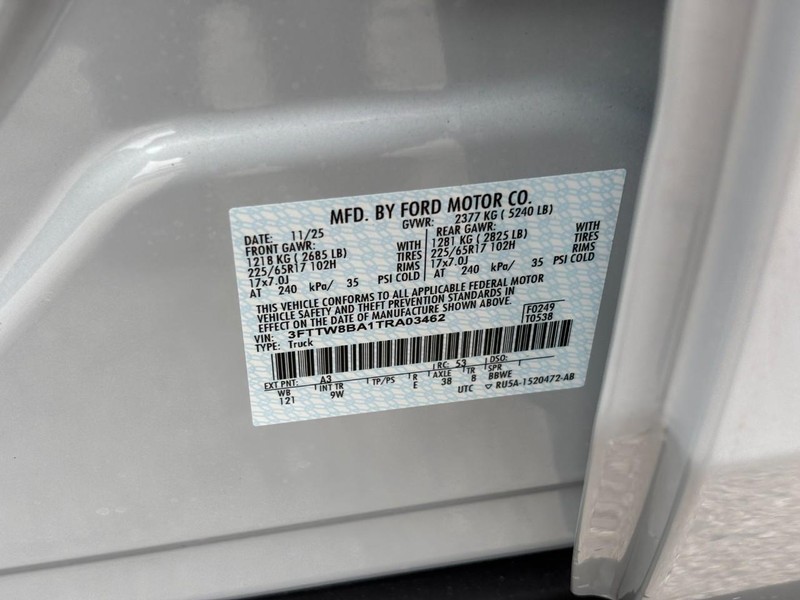 MFD. BY FORD MOTOR CO.
DATE: 11/25 GVWR: 2377 KG ( 5240 LB)
FRONT GAWR: REAR GAWR:
1218 KG ( 2685 LB) WITH 1281 KG ( 2825 LB) WITH
225/65R17 102H TIRES 225/65R17 102H TIRES
17x7.0J RIMS 17x7.0J RIMS
AT 240 kPa/ 35 PSI COLD AT 240 kPa/ 35 PSI COLD
THIS VEHICLE CONFORMS TO ALL APPLICABLE FEDERAL MOTOR
VEHICLE SAFETY AND THEFT PREVENTION STANDARDS IN
EFFECT ON THE DATE OF MANUFACTURE SHOWN ABOVE.
VIN: 3FTTW8BA1TRA03462 F0249
TYPE: Truck T0538
EXT PNT: A3 RC: 53 DSO:
WB INT TR TP/PS R AXLE TR SPR
121 9W E 38 8 BBWE
UTC RU5A-1520472-AB